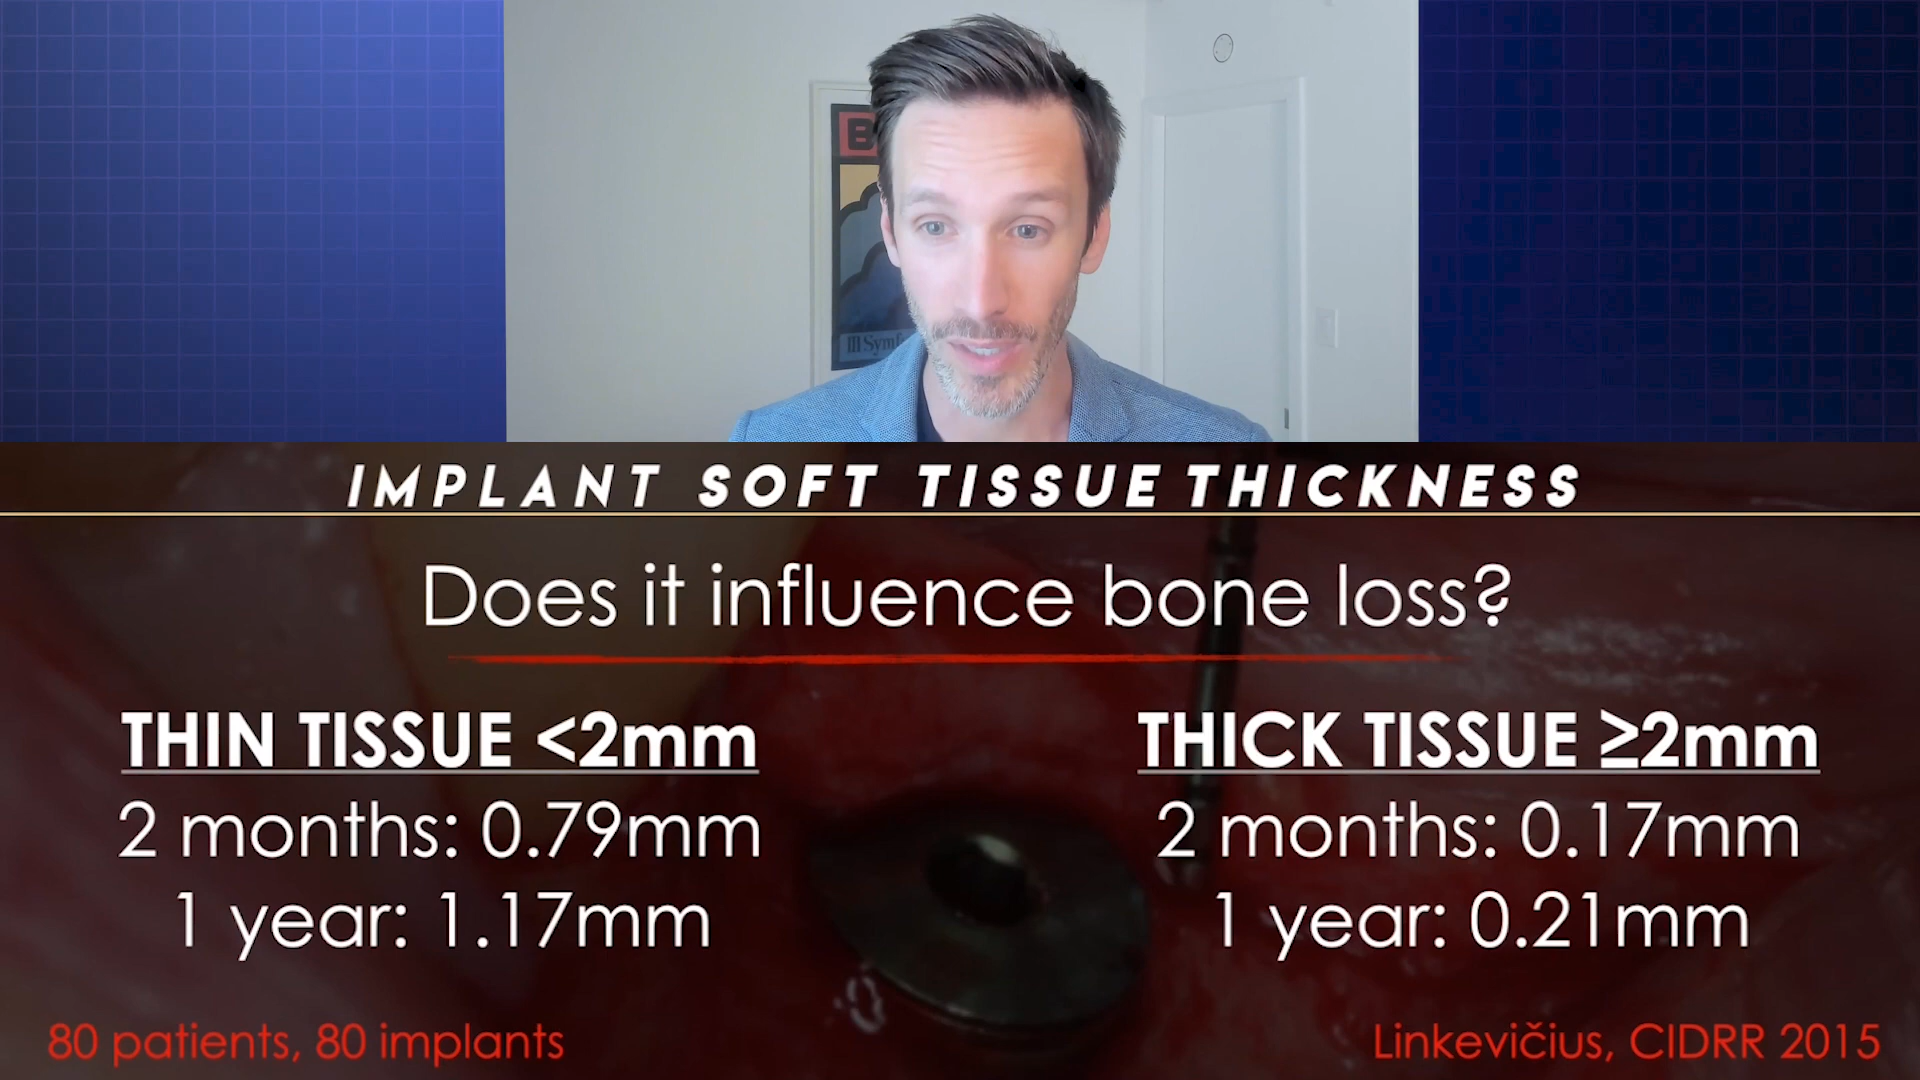 B
Symf
IMPLANT SOFT TISSUE THICKNESS
Does it influence bone loss?
THIN TISSUE <2mm
2 months: 0.79mm
1 year: 1.17mm
THICK TISSUE ≥2mm
2 months: 0.17mm
1 year: 0.21mm
80 patients, 80 implants
Linkevičius, CIDRR 2015